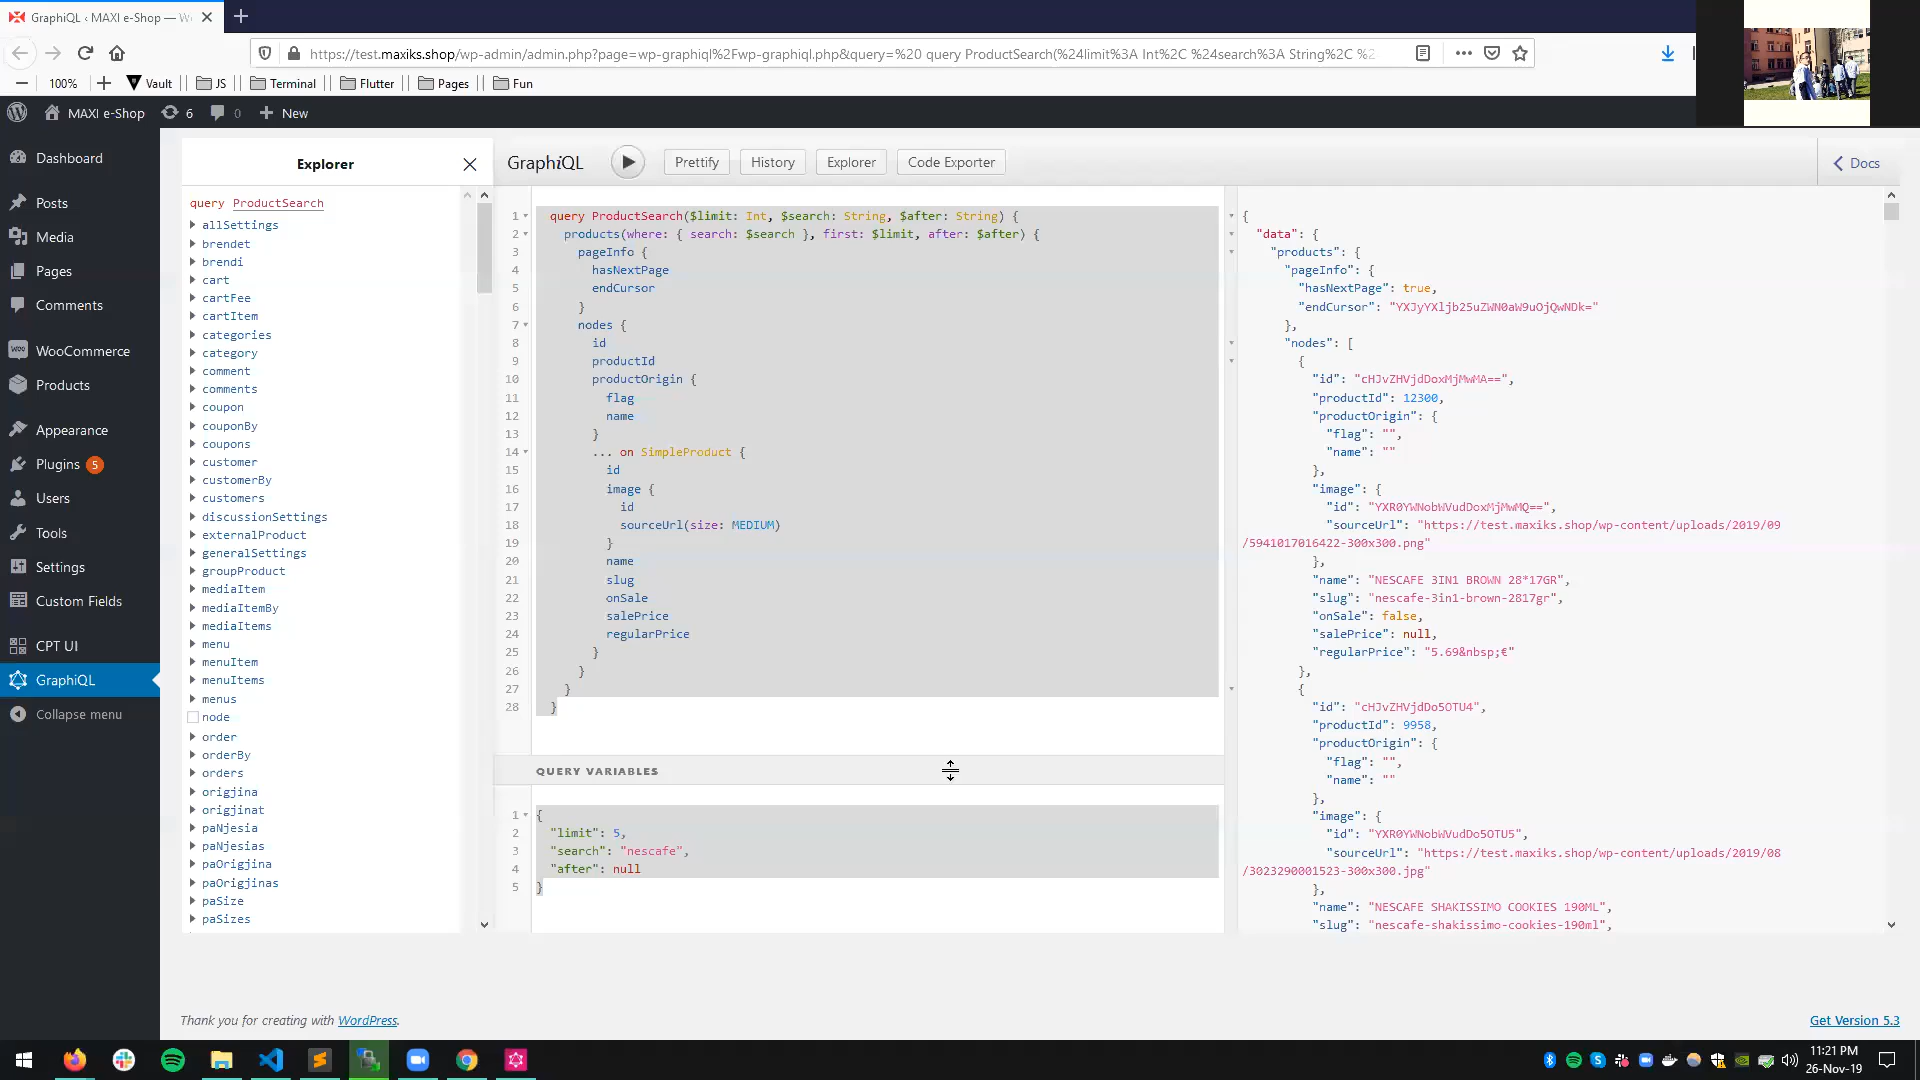 GraphiQL ‹ MAXI e-Shop — W
https://test.maxiks.shop/wp-admin/admin.php?page=wp-graphiql%2Fwp-graphiql.php&query=%20 query ProductSearch(%24limit%3A Int%2C %24search%3A String%2C %2
100%
Vault
JS
Terminal
Flutter
Pages
Fun
MAXI e-Shop
6
0
New
Dashboard
Posts
Media
Pages
Comments
WooCommerce
Products
Appearance
Plugins 5
Users
Tools
Settings
Custom Fields
CPT UI
GraphiQL
Collapse menu
Explorer
query ProductSearch
allSettings
brendet
brendi
cart
cartFee
cartItem
categories
category
comment
comments
coupon
couponBy
coupons
customer
customerBy
customers
discussionSettings
externalProduct
generalSettings
groupProduct
mediaItem
mediaItemBy
mediaItems
menu
menuItem
menuItems
menus
node
order
orderBy
orders
origjina
origjinat
paNjesia
paNjesias
paOrigjina
paOrigjinas
paSize
paSizes
GraphiQL
Prettify
History
Explorer
Code Exporter
Docs
1 query ProductSearch($limit: Int, $search: String, $after: String) {
2 products(where: { search: $search }, first: $limit, after: $after) {
3 pageInfo {
4 hasNextPage
5 endCursor
6 }
7 nodes {
8 id
9 productId
10 productOrigin {
11 flag
12 name
13 }
14 ... on SimpleProduct {
15 id
16 image {
17 id
18 sourceUrl(size: MEDIUM)
19 }
20 name
21 slug
22 onSale
23 salePrice
24 regularPrice
25 }
26 }
27 }
28 }
QUERY VARIABLES
1 {
2 "limit": 5,
3 "search": "nescafe",
4 "after": null
5 }
{
"data": {
"products": {
"pageInfo": {
"hasNextPage": true,
"endCursor": "YXJyYXljb25uZWN0aW9uOjQwNDk="
},
"nodes": [
{
"id": "cHJvZHVjdDoxMjMwMA==",
"productId": 12300,
"productOrigin": {
"flag": "",
"name": ""
},
"image": {
"id": "YXR0YWNobWVudDoxMjMwMQ==",
"sourceUrl": "https://test.maxiks.shop/wp-content/uploads/2019/09
/5941017016422-300x300.png"
},
"name": "NESCAFE 3IN1 BROWN 28*17GR",
"slug": "nescafe-3in1-brown-2817gr",
"onSale": false,
"salePrice": null,
"regularPrice": "5.69&nbsp;€"
},
{
"id": "cHJvZHVjdDo5OTU4",
"productId": 9958,
"productOrigin": {
"flag": "",
"name": ""
},
"image": {
"id": "YXR0YWNobWVudDo5OTU5",
"sourceUrl": "https://test.maxiks.shop/wp-content/uploads/2019/08
/3023290001523-300x300.jpg"
},
"name": "NESCAFE SHAKISSIMO COOKIES 190ML",
"slug": "nescafe-shakissimo-cookies-190ml",
Thank you for creating with WordPress.
Get Version 5.3
11:21 PM
26-Nov-19